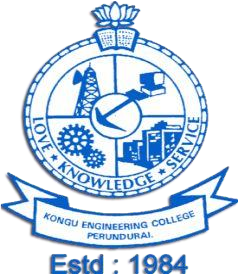 LOVE ★ KNOWLEDGE ★ SERVICE
KONGU ENGINEERING COLLEGE
PERUNDURAI.
Estd : 1984